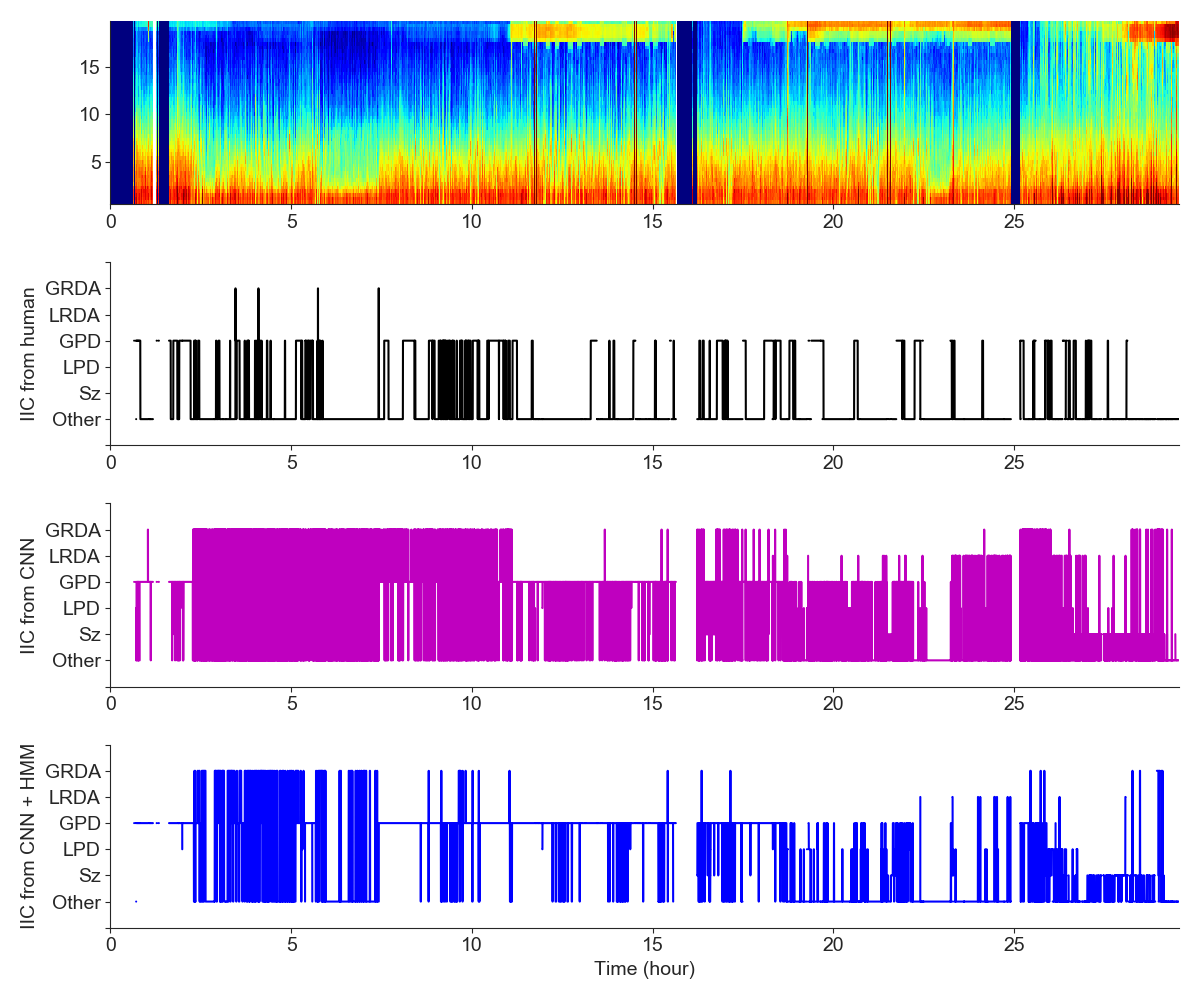 15
10
5
0 5 10 15 20 25
IIC from human
GRDA
LRDA
GPD
LPD
Sz
Other
0 5 10 15 20 25
IIC from CNN
GRDA
LRDA
GPD
LPD
Sz
Other
0 5 10 15 20 25
IIC from CNN + HMM
GRDA
LRDA
GPD
LPD
Sz
Other
0 5 10 15 20 25
Time (hour)